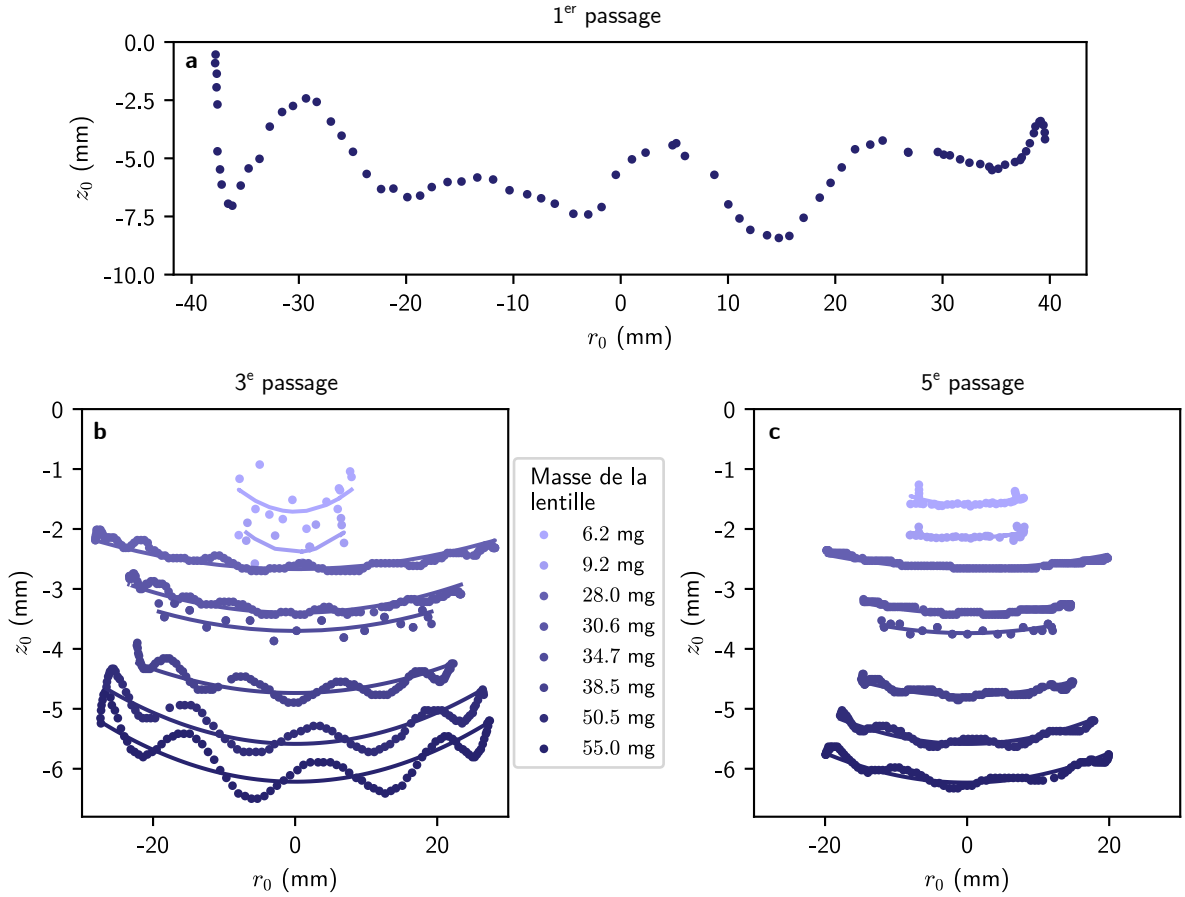 1er passage
a
0.0
-2.5
-5.0
-7.5
-10.0
z0 (mm)
-40 -30 -20 -10 0 10 20 30 40
r0 (mm)
3e passage
b
0
-1
-2
-3
-4
-5
-6
z0 (mm)
-20 0 20
r0 (mm)
Masse de la
lentille
6.2 mg
9.2 mg
28.0 mg
30.6 mg
34.7 mg
38.5 mg
50.5 mg
55.0 mg
5e passage
c
0
-1
-2
-3
-4
-5
-6
z0 (mm)
-20 0 20
r0 (mm)